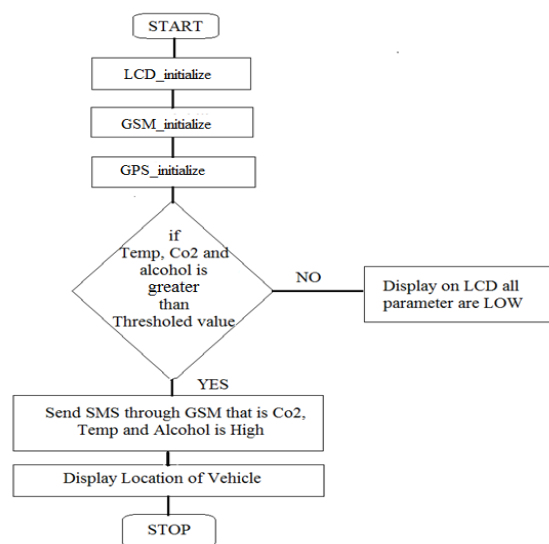 START
LCD_initialize
GSM_initialize
GPS_initialize
if
Temp, Co2 and
alcohol is
greater
than
Thresholed value
NO
Display on LCD all
parameter are LOW
YES
Send SMS through GSM that is Co2,
Temp and Alcohol is High
Display Location of Vehicle
STOP